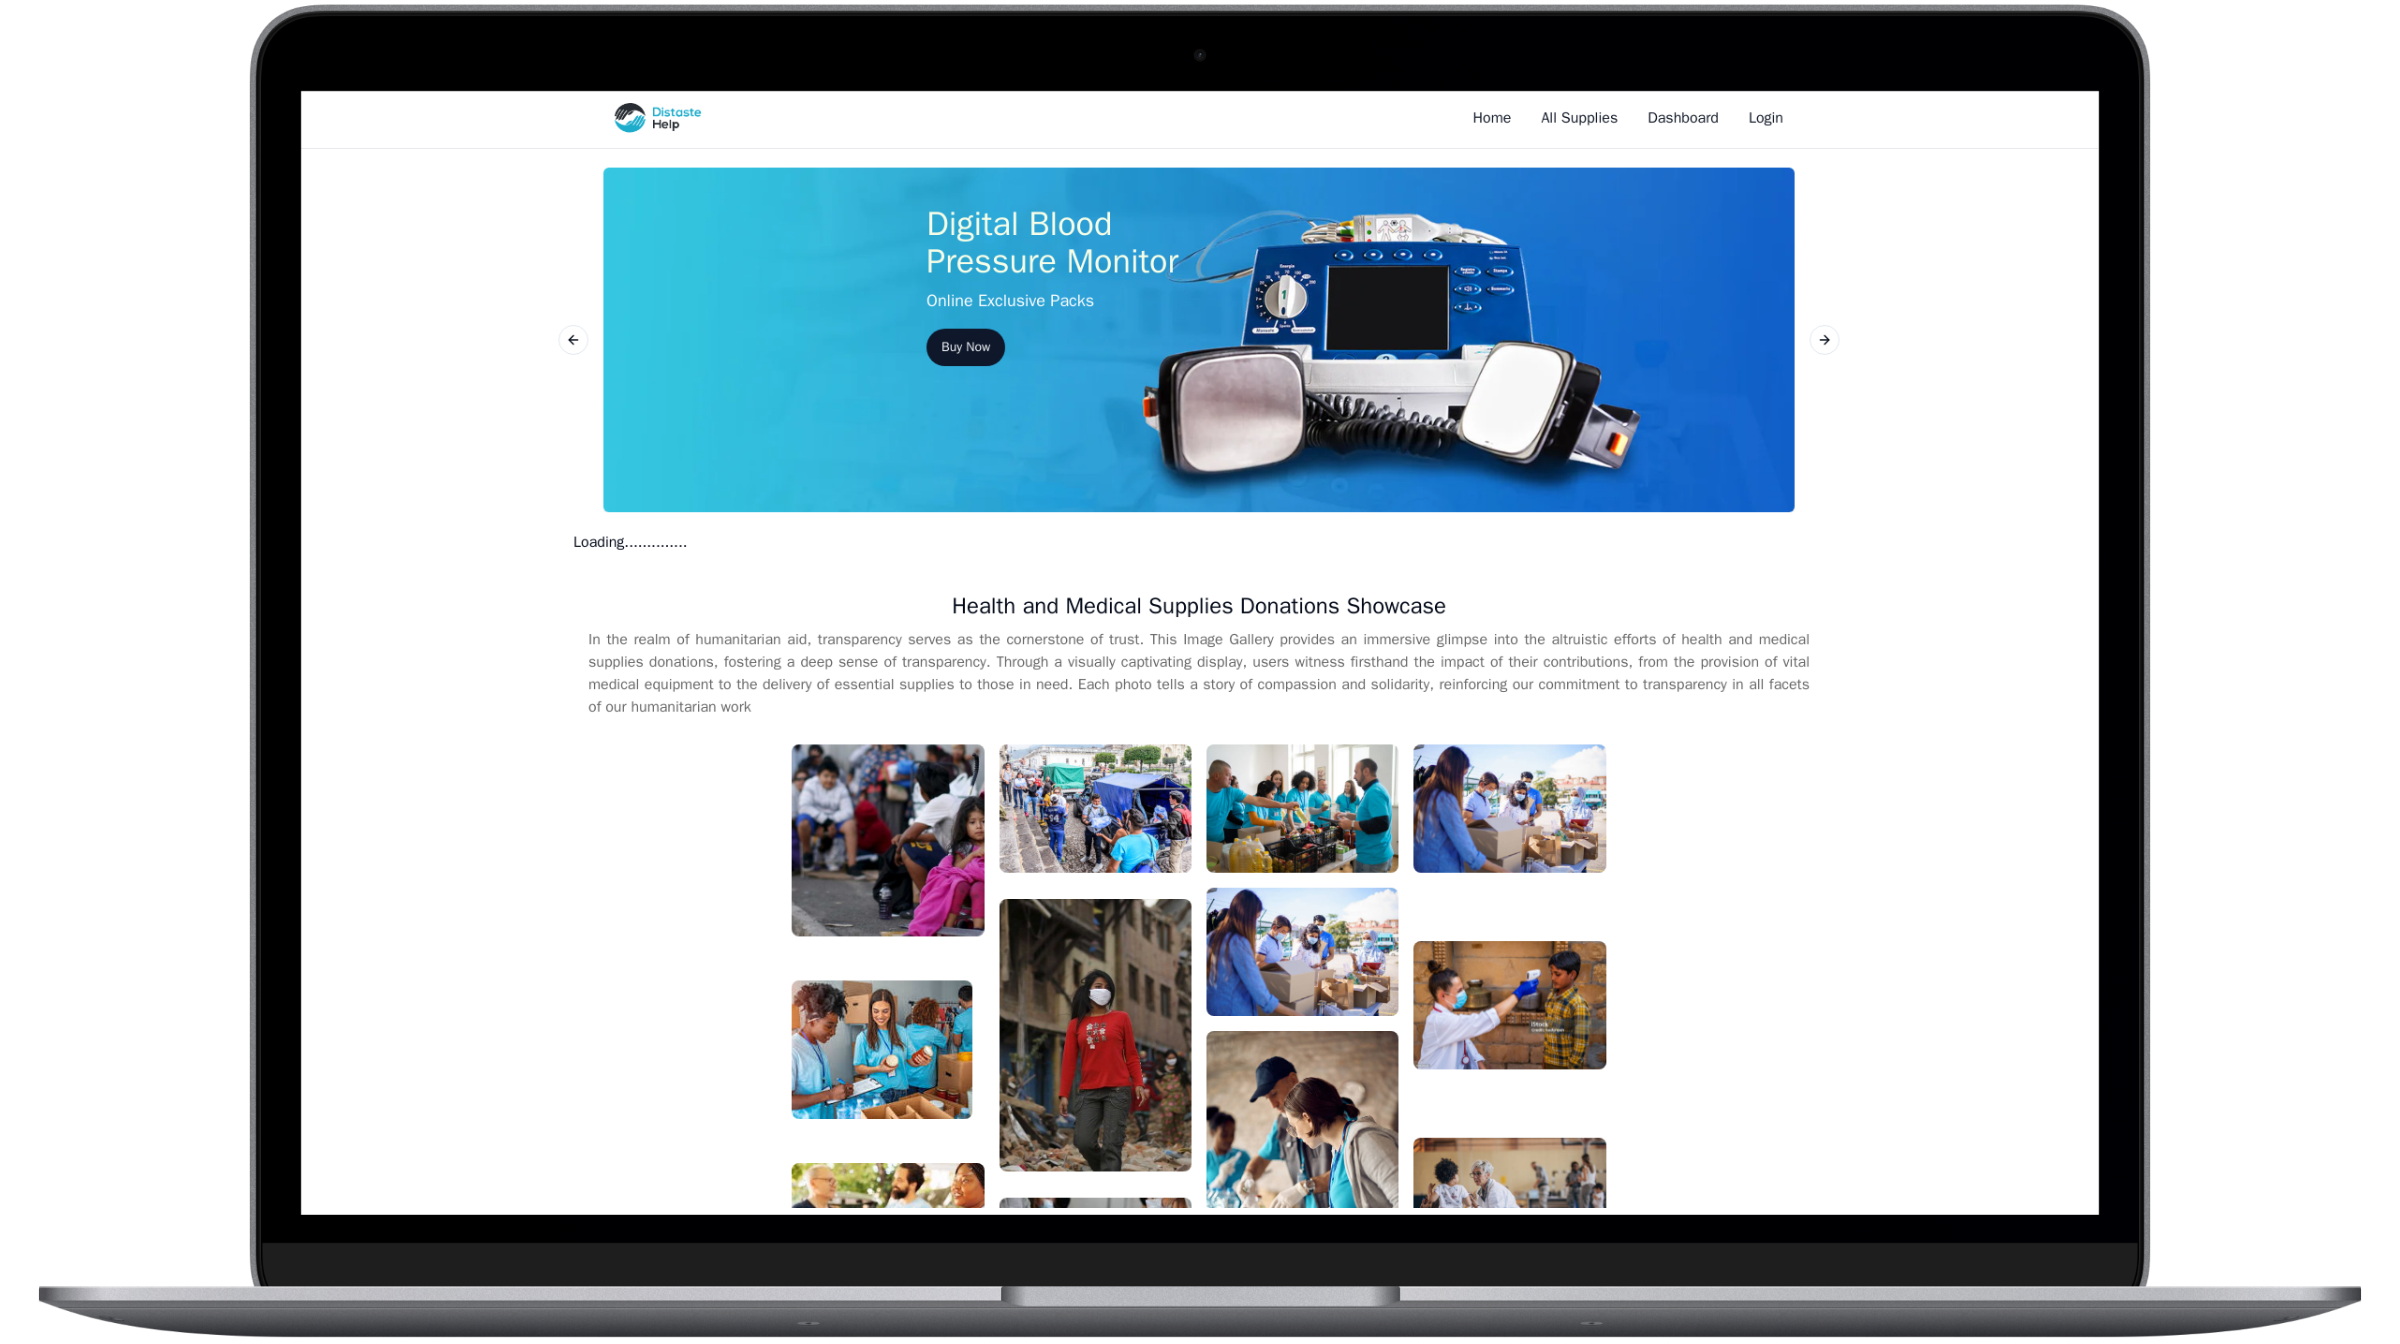 Distaste
Help
Home
All Supplies
Dashboard
Login
Digital Blood
Pressure Monitor
Online Exclusive Packs
Buy Now
Loading..............
Health and Medical Supplies Donations Showcase
In the realm of humanitarian aid, transparency serves as the cornerstone of trust. This Image Gallery provides an immersive glimpse into the altruistic efforts of health and medical
supplies donations, fostering a deep sense of transparency. Through a visually captivating display, users witness firsthand the impact of their contributions, from the provision of vital
medical equipment to the delivery of essential supplies to those in need. Each photo tells a story of compassion and solidarity, reinforcing our commitment to transparency in all facets
of our humanitarian work
iStock